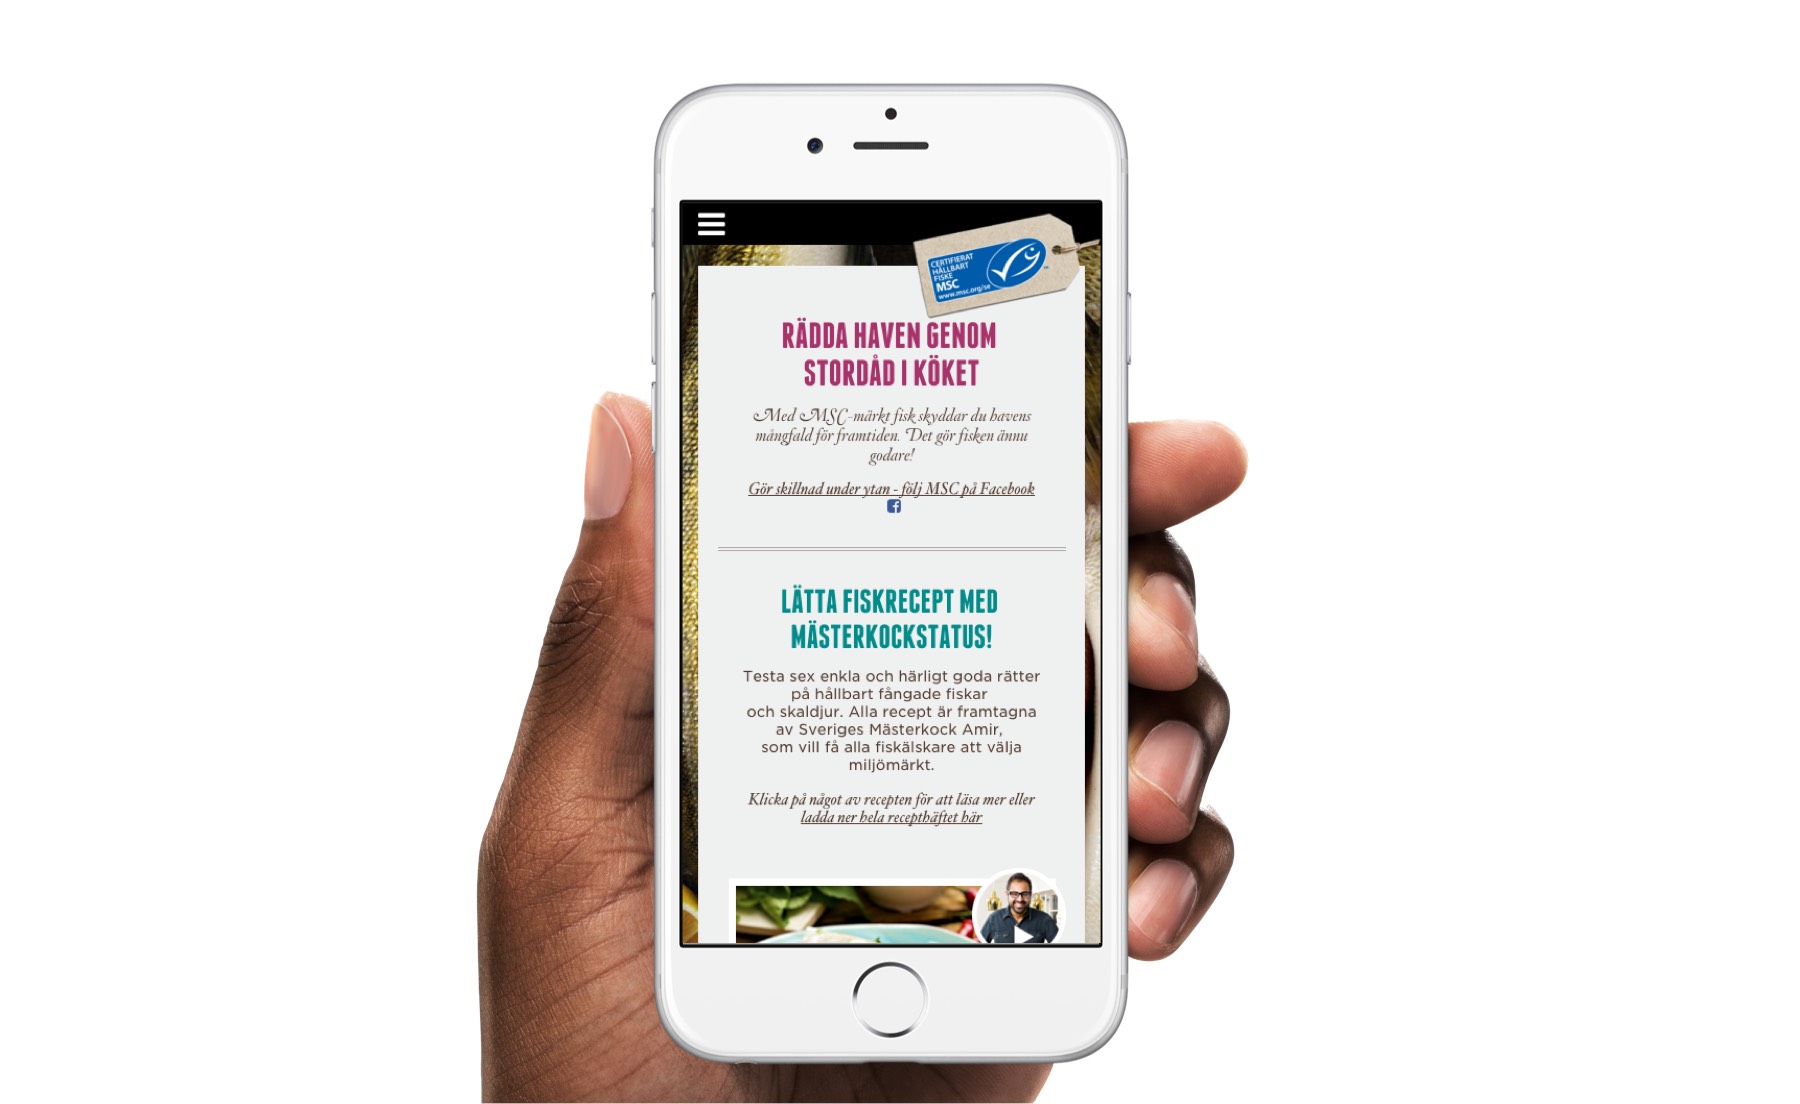 CERTIFIERAT
HÅLLBART
FISKE
MSC
www.msc.org/se
TM
RÄDDA HAVEN GENOM
STORDÅD I KÖKET
Med MSC-märkt fisk skyddar du havens
mångfald för framtiden. Det gör fisken ännu
godare!
Gör skillnad under ytan - följ MSC på Facebook
LÄTTA FISKRECEPT MED
MÄSTERKOCKSTATUS!
Testa sex enkla och härligt goda rätter
på hållbart fångade fiskar
och skaldjur. Alla recept är framtagna
av Sveriges Mästerkock Amir,
som vill få alla fiskälskare att välja
miljömärkt.
Klicka på något av recepten för att läsa mer eller
ladda ner hela recepthäftet här